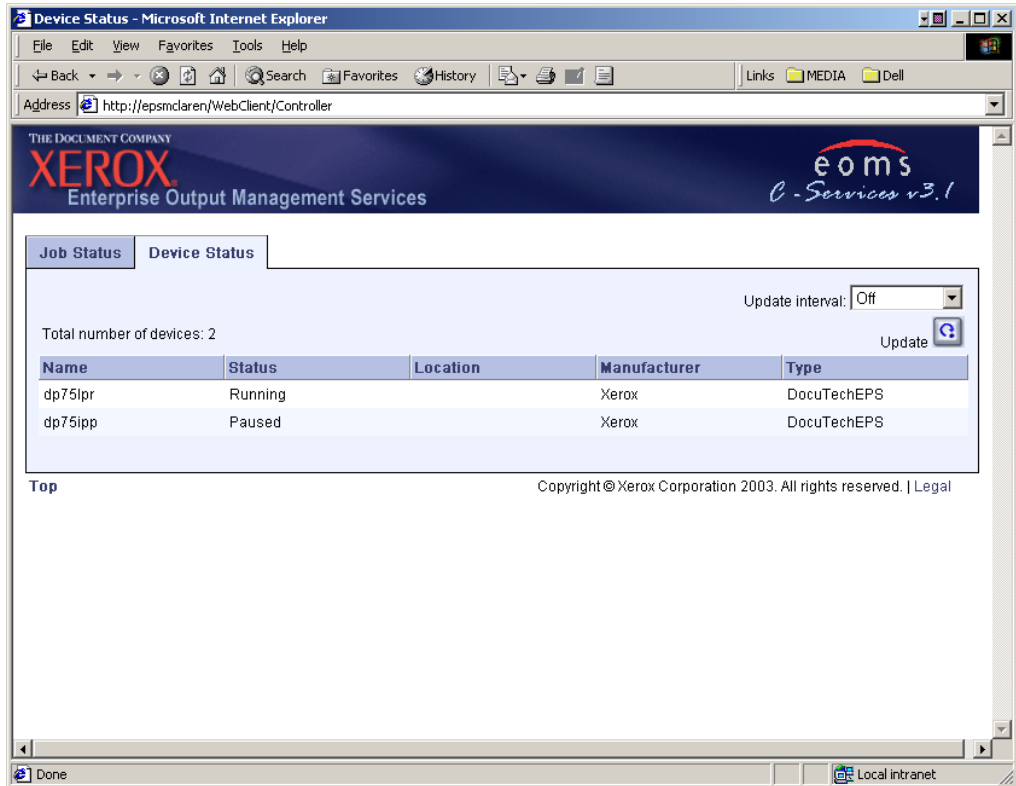 Device Status - Microsoft Internet Explorer
File Edit View Favorites Tools Help
Back Search Favorites History Links MEDIA Dell
Address http://epsmclaren/WebClient/Controller
THE DOCUMENT COMPANY
XEROX.
Enterprise Output Management Services
eoms
C-Services v3.1
Job Status Device Status
Update interval: Off
Total number of devices: 2
Update
Name Status Location Manufacturer Type
dp75lpr Running Xerox DocuTechEPS
dp75ipp Paused Xerox DocuTechEPS
Top Copyright © Xerox Corporation 2003. All rights reserved. | Legal
Done Local intranet